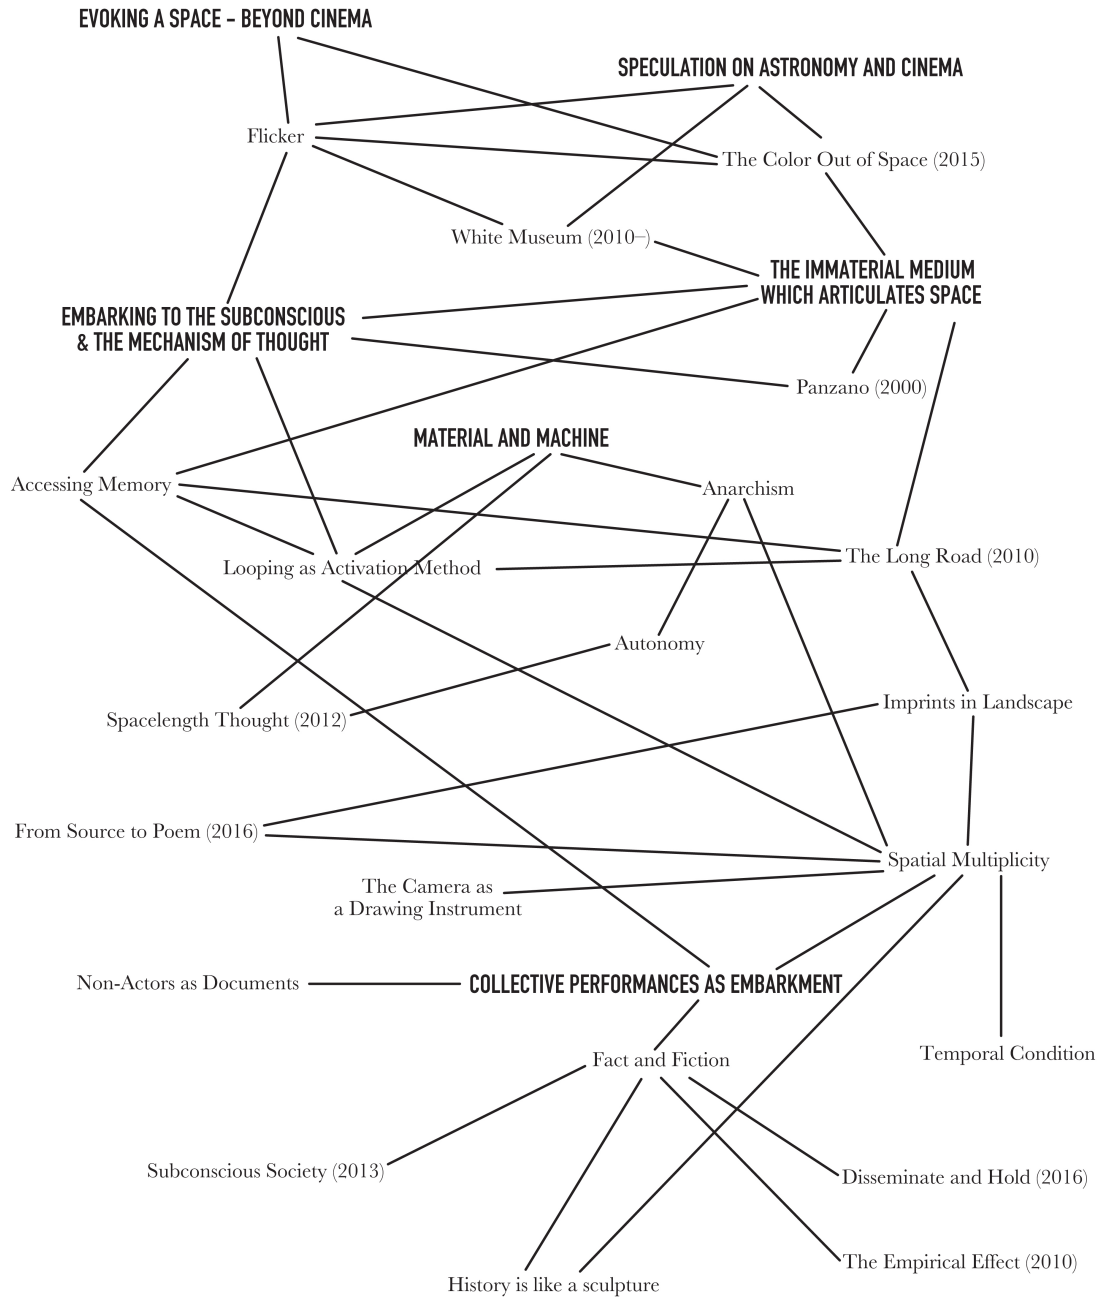 EVOKING A SPACE – BEYOND CINEMA
SPECULATION ON ASTRONOMY AND CINEMA
Flicker
The Color Out of Space (2015)
White Museum (2010–)
THE IMMATERIAL MEDIUM
WHICH ARTICULATES SPACE
EMBARKING TO THE SUBCONSCIOUS
& THE MECHANISM OF THOUGHT
Panzano (2000)
MATERIAL AND MACHINE
Accessing Memory
Anarchism
The Long Road (2010)
Looping as Activation Method
Autonomy
Imprints in Landscape
Spacelength Thought (2012)
From Source to Poem (2016)
Spatial Multiplicity
The Camera as
a Drawing Instrument
Non-Actors as Documents
COLLECTIVE PERFORMANCES AS EMBARKMENT
Temporal Condition
Fact and Fiction
Subconscious Society (2013)
Disseminate and Hold (2016)
The Empirical Effect (2010)
History is like a sculpture